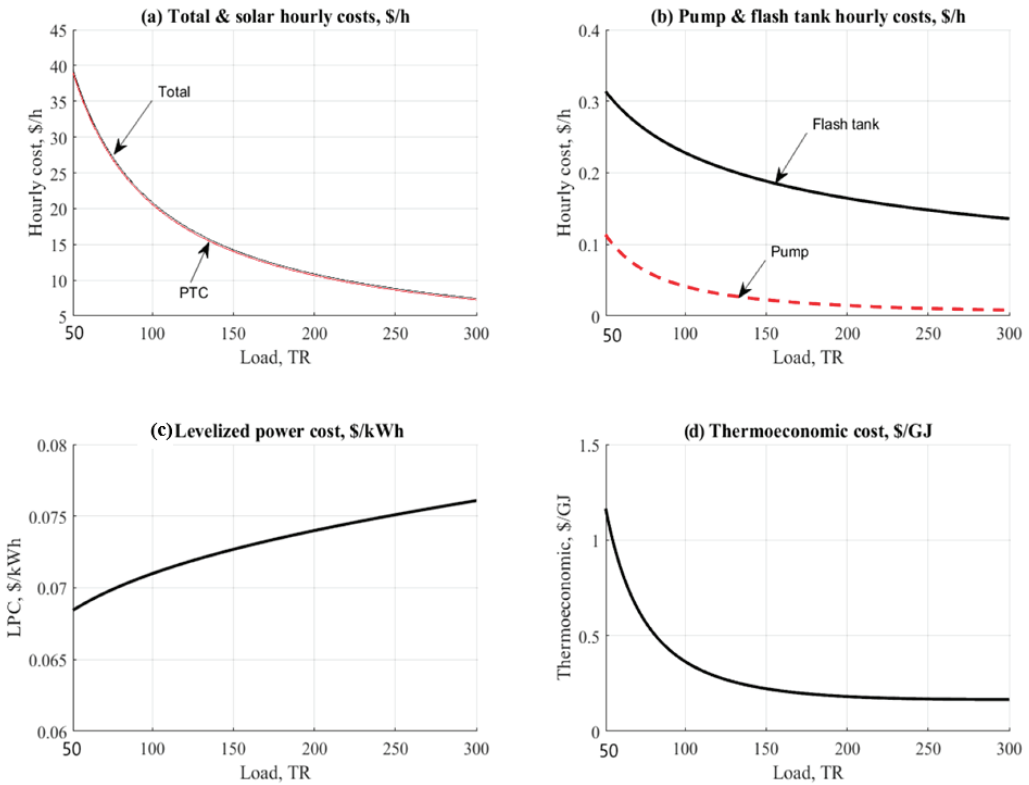 (a) Total & solar hourly costs, $/h
45
40
35
30
25
20
15
10
5
Hourly cost, $/h
Total
PTC
50 100 150 200 250 300
Load, TR
(b) Pump & flash tank hourly costs, $/h
0.4
0.3
0.2
0.1
0
Hourly cost, $/h
Flash tank
Pump
50 100 150 200 250 300
Load, TR
(c) Levelized power cost, $/kWh
0.08
0.075
0.07
0.065
0.06
LPC, $/kWh
50 100 150 200 250 300
Load, TR
(d) Thermoeconomic cost, $/GJ
1.5
1
0.5
0
Thermoeconomic, $/GJ
50 100 150 200 250 300
Load, TR